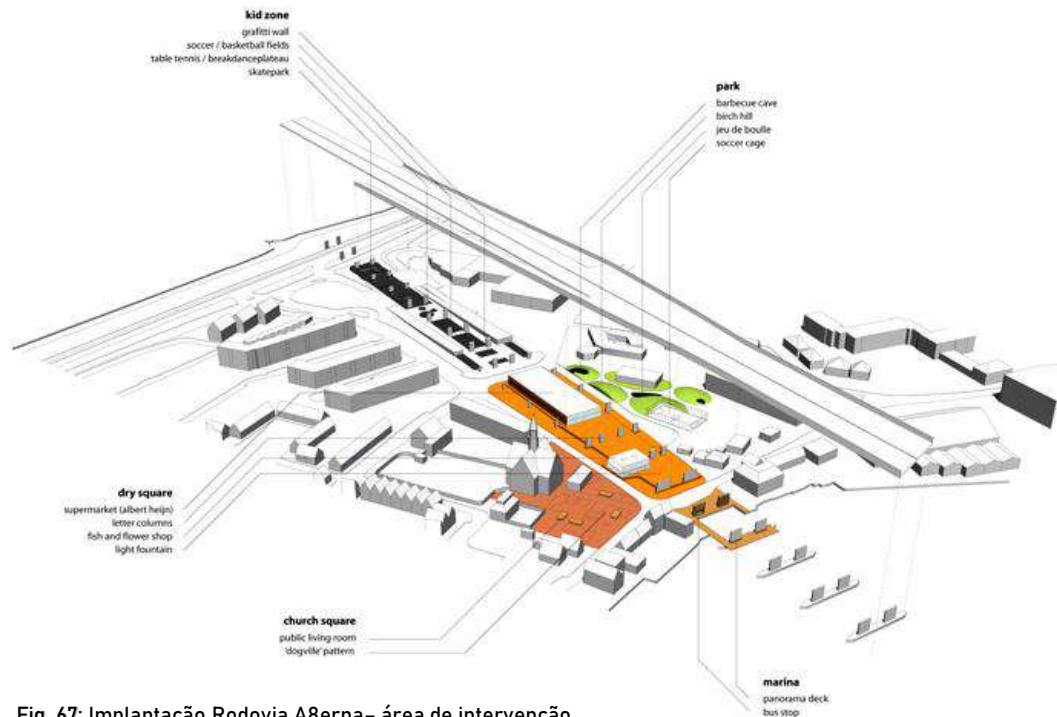 kid zone
grafitti wall
soccer / basketball fields
table tennis / breakdanceplateau
skatepark
park
barbecue cave
birch hill
jeu de boulle
soccer cage
dry square
supermarket (albert heijn)
letter columns
fish and flower shop
light fountain
church square
public living room
'dogville' pattern
marina
panorama deck
bus stop
Fig. 67: Implantação Rodovia A8erna– área de intervenção